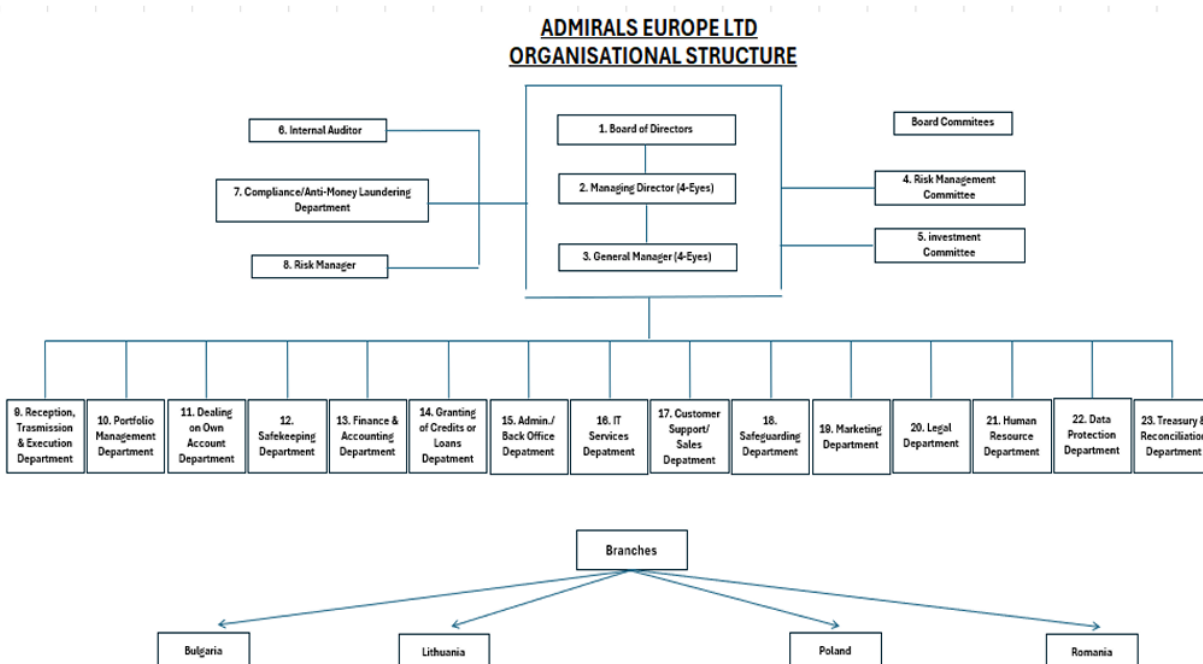 ADMIRALS EUROPE LTD
ORGANISATIONAL STRUCTURE
6. Internal Auditor
1. Board of Directors
Board Commitees
7. Compliance/Anti-Money Laundering
Department
2. Managing Director (4-Eyes)
4. Risk Management
Committee
8. Risk Manager
3. General Manager (4-Eyes)
5. investment
Committee
9. Reception,
Trasmission
& Execution
Department
10. Portfolio
Management
Department
11. Dealing
on Own
Account
Department
12.
Safekeeping
Department
13. Finance &
Accounting
Department
14. Granting
of Credits or
Loans
Depatment
15. Admin./
Back Office
Depatment
16. IT
Services
Depatment
17. Customer
Support/
Sales
Depatment
18.
Safeguarding
Department
19. Marketing
Department
20. Legal
Department
21. Human
Resource
Department
22. Data
Protection
Department
23. Treasury &
Reconciliation
Department
Branches
Bulgaria
Lithuania
Poland
Romania